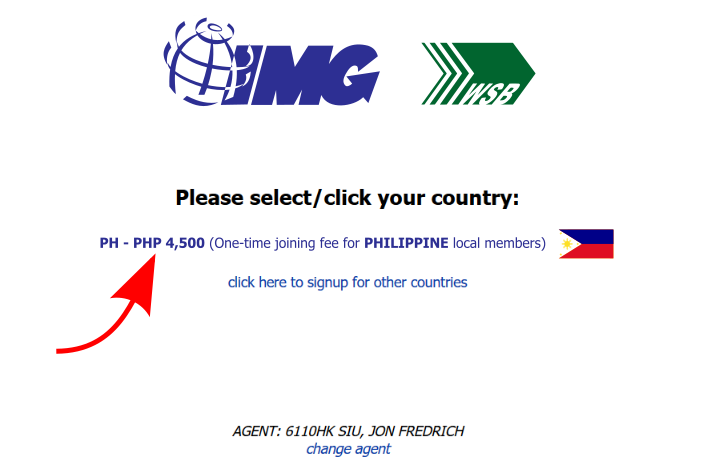 IMG
WSB
Please select/click your country:
PH - PHP 4,500 (One-time joining fee for PHILIPPINE local members)
click here to signup for other countries
AGENT: 6110HK SIU, JON FREDRICH
change agent